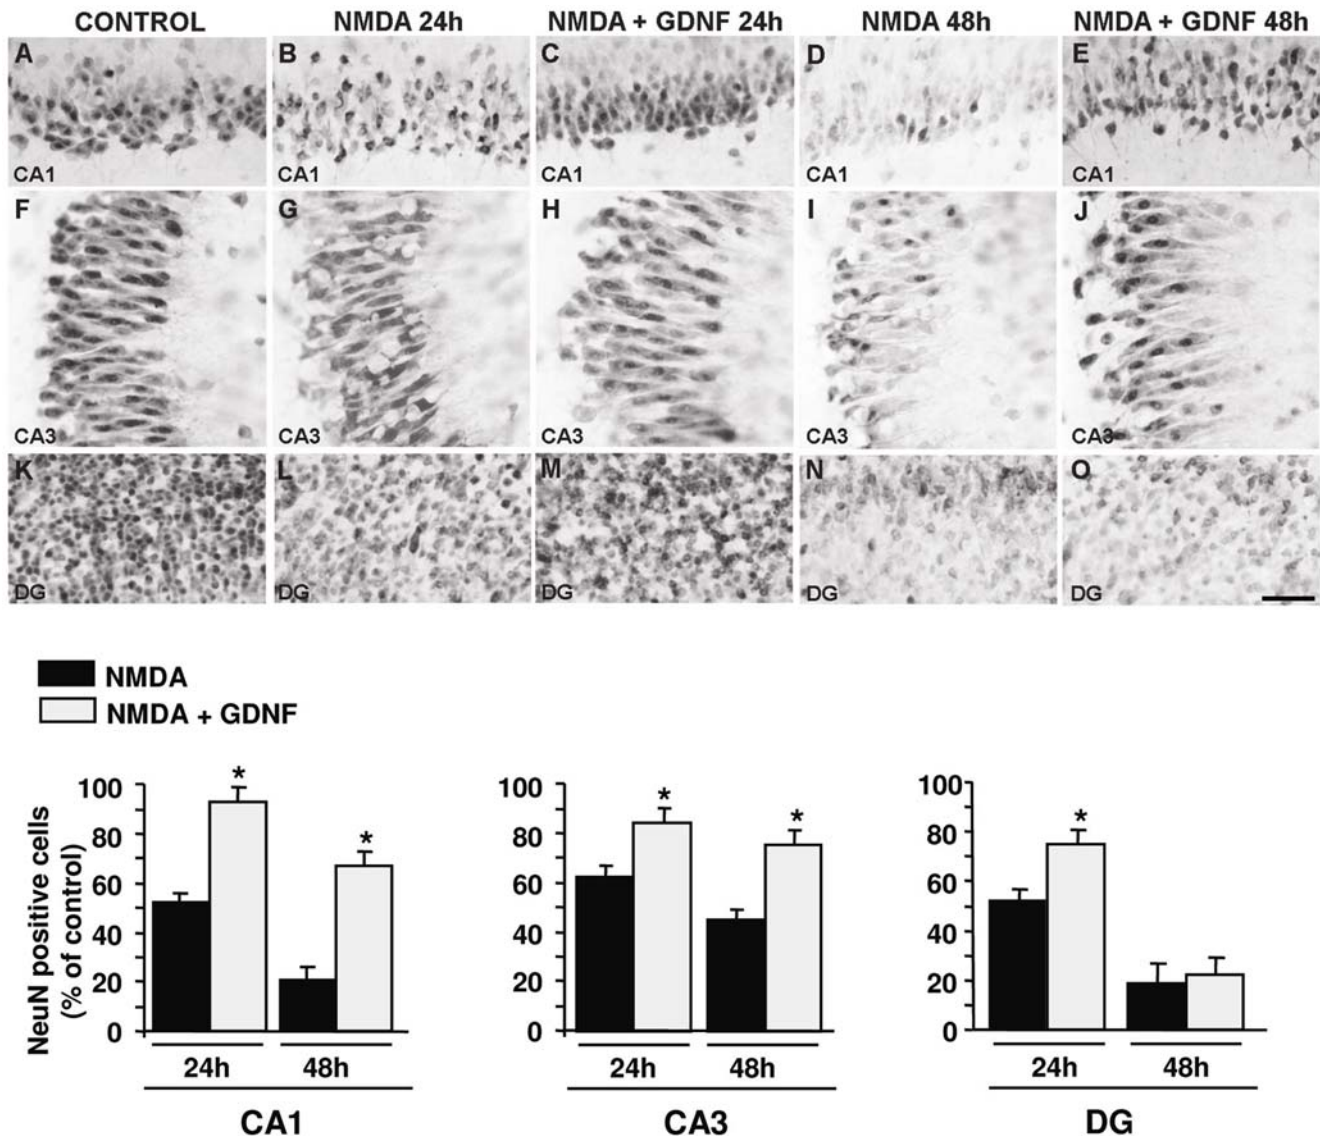 CONTROL NMDA 24h NMDA + GDNF 24h NMDA 48h NMDA + GDNF 48h
A B C D E
CA1 CA1 CA1 CA1 CA1
F G H I J
CA3 CA3 CA3 CA3 CA3
K L M N O
DG DG DG DG DG
NMDA
NMDA + GDNF
NeuN positive cells
(% of control)
100 80 60 40 20 0
* *
24h 48h
CA1
100 80 60 40 20 0
* *
24h 48h
CA3
100 80 60 40 20 0
*
24h 48h
DG